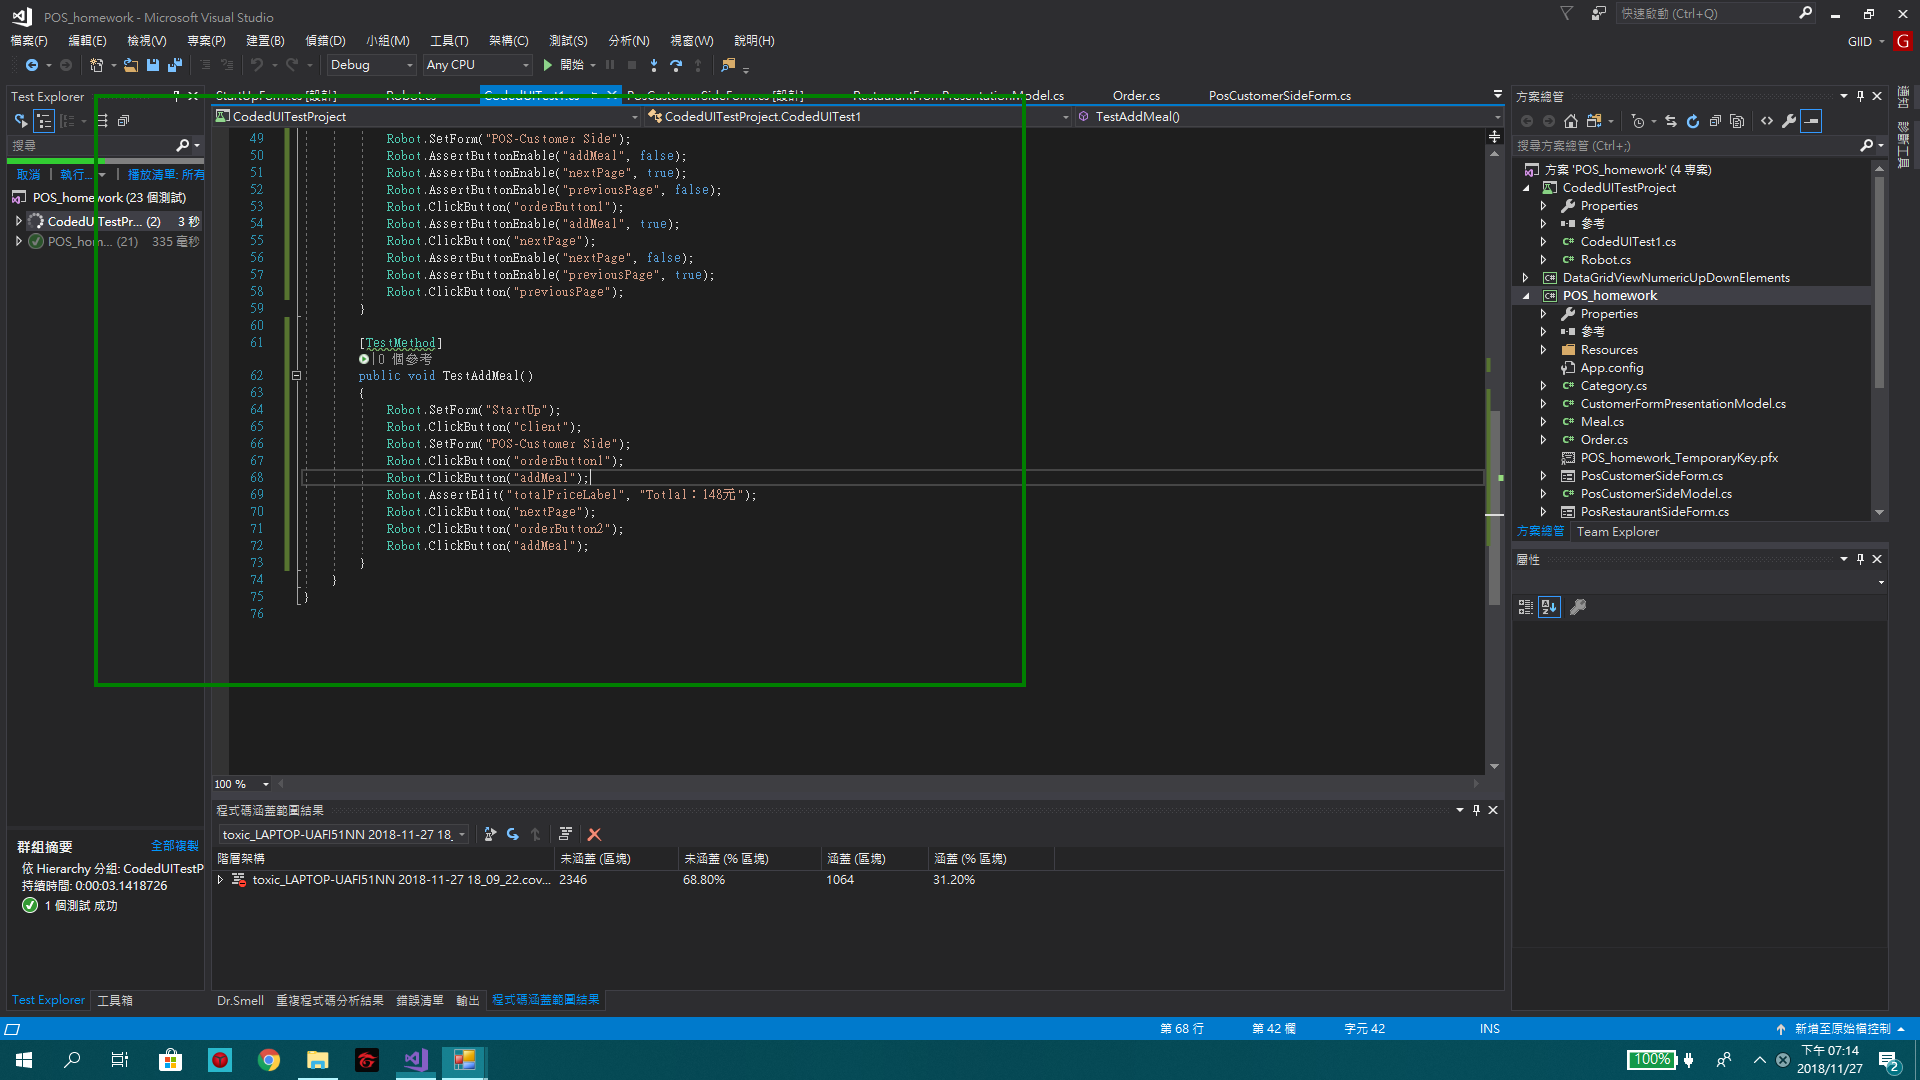 POS_homework - Microsoft Visual Studio
快速啟動 (Ctrl+Q)
檔案(F) 編輯(E) 檢視(V) 專案(P) 建置(B) 偵錯(D) 小組(M) 工具(T) 架構(C) 測試(S) 分析(N) 視窗(W) 說明(H)
GIID G
Debug Any CPU 開始
Test Explorer
搜尋
取消 執行... 播放清單: 所有
POS_homework (23 個測試)
CodedUITestPr... (2) 3 秒
POS_hom... (21) 335 毫秒
群組摘要 全部複製
依 Hierarchy 分組: CodedUITestP
持續時間: 0:00:03.1418726
1 個測試 成功
Test Explorer 工具箱
StartUpForm.cs [設計] Robot.cs CodedUITest1.cs PosCustomerSideForm.cs [設計] RestaurantFromPresentationModel.cs Order.cs PosCustomerSideForm.cs
CodedUITestProject CodedUITestProject.CodedUITest1 TestAddMeal()
49 Robot.SetForm("POS-Customer Side");
50 Robot.AssertButtonEnable("addMeal", false);
51 Robot.AssertButtonEnable("nextPage", true);
52 Robot.AssertButtonEnable("previousPage", false);
53 Robot.ClickButton("orderButton1");
54 Robot.AssertButtonEnable("addMeal", true);
55 Robot.ClickButton("nextPage");
56 Robot.AssertButtonEnable("nextPage", false);
57 Robot.AssertButtonEnable("previousPage", true);
58 Robot.ClickButton("previousPage");
59 }
60
61 [TestMethod]
0 個參考
62 public void TestAddMeal()
63 {
64 Robot.SetForm("StartUp");
65 Robot.ClickButton("client");
66 Robot.SetForm("POS-Customer Side");
67 Robot.ClickButton("orderButton1");
68 Robot.ClickButton("addMeal");
69 Robot.AssertEdit("totalPriceLabel", "Totlal：148元");
70 Robot.ClickButton("nextPage");
71 Robot.ClickButton("orderButton2");
72 Robot.ClickButton("addMeal");
73 }
74 }
75 }
76
100 %
程式碼涵蓋範圍結果
toxic_LAPTOP-UAFI51NN 2018-11-27 18_
階層架構 未涵蓋 (區塊) 未涵蓋 (% 區塊) 涵蓋 (區塊) 涵蓋 (% 區塊)
toxic_LAPTOP-UAFI51NN 2018-11-27 18_09_22.cov... 2346 68.80% 1064 31.20%
Dr.Smell 重複程式碼分析結果 錯誤清單 輸出 程式碼涵蓋範圍結果
方案總管
搜尋方案總管 (Ctrl+;)
方案 'POS_homework' (4 專案)
CodedUITestProject
Properties
參考
CodedUITest1.cs
Robot.cs
DataGridViewNumericUpDownElements
POS_homework
Properties
參考
Resources
App.config
Category.cs
CustomerFormPresentationModel.cs
Meal.cs
Order.cs
POS_homework_TemporaryKey.pfx
PosCustomerSideForm.cs
PosCustomerSideModel.cs
PosRestaurantSideForm.cs
方案總管 Team Explorer
屬性
通知
診斷工具
第 68 行 第 42 欄 字元 42 INS 新增至原始檔控制
100%
下午 07:14
2018/11/27
2